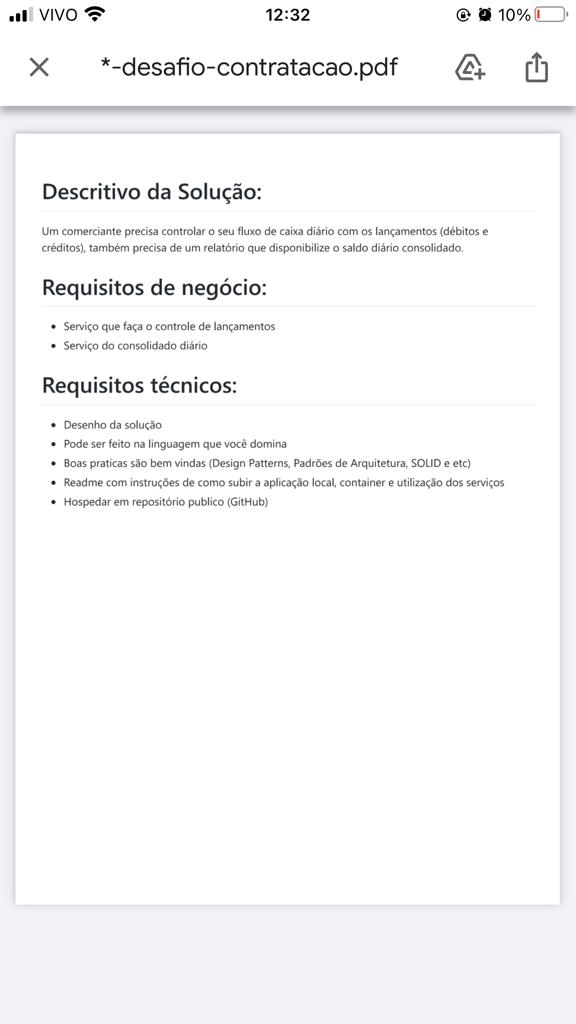 VIVO 12:32 10%
*-desafio-contratacao.pdf
Descritivo da Solução:
Um comerciante precisa controlar o seu fluxo de caixa diário com os lançamentos (débitos e
créditos), também precisa de um relatório que disponibilize o saldo diário consolidado.
Requisitos de negócio:
• Serviço que faça o controle de lançamentos
• Serviço do consolidado diário
Requisitos técnicos:
• Desenho da solução
• Pode ser feito na linguagem que você domina
• Boas praticas são bem vindas (Design Patterns, Padrões de Arquitetura, SOLID e etc)
• Readme com instruções de como subir a aplicação local, container e utilização dos serviços
• Hospedar em repositório publico (GitHub)